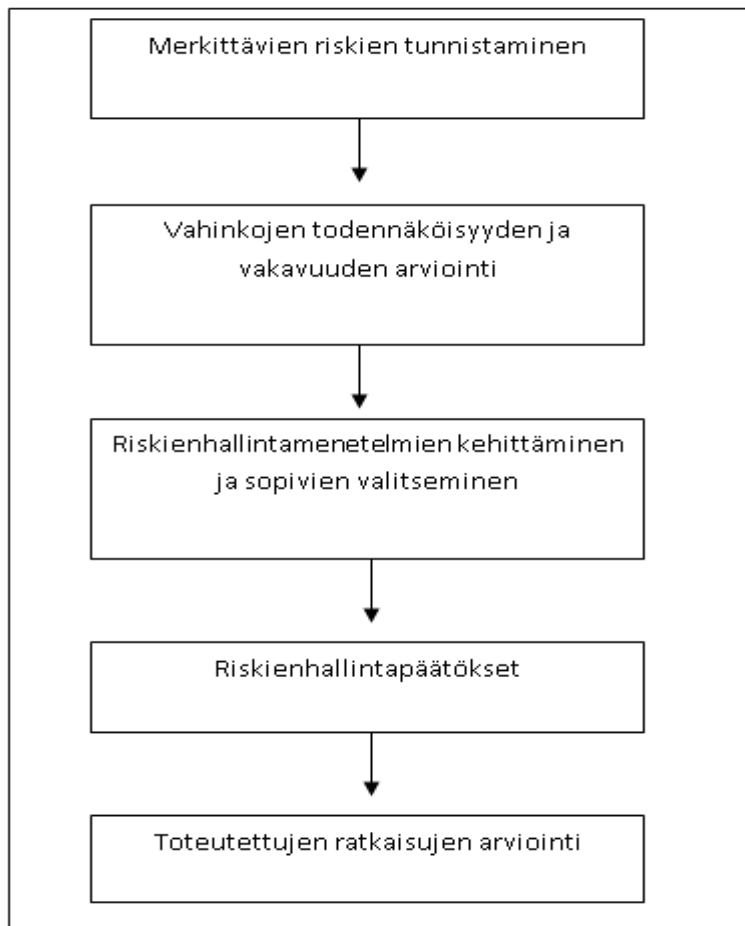 Merkittävien riskien tunnistaminen
Vahinkojen todennäköisyyden ja
vakavuuden arviointi
Riskienhallintamenetelmien kehittäminen
ja sopivien valitseminen
Riskienhallintapäätökset
Toteutettujen ratkaisujen arviointi